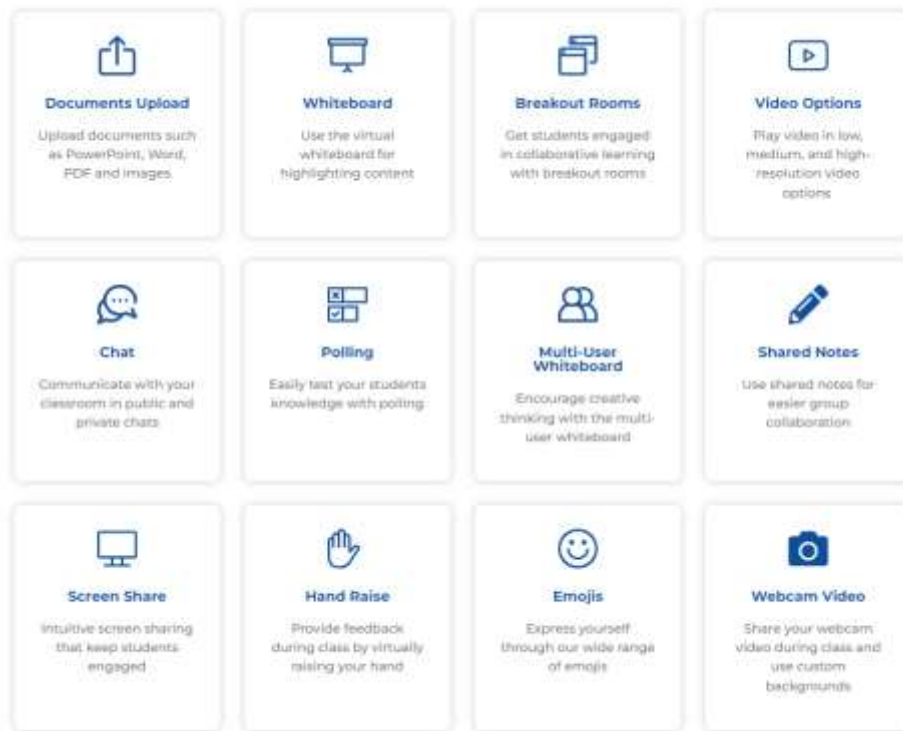 Documents Upload
Upload documents such
as PowerPoint, Word,
PDF and images
Whiteboard
Use the virtual
whiteboard for
highlighting content
Breakout Rooms
Get students engaged
in collaborative learning
with breakout rooms
Video Options
Play video in low,
medium, and high-
resolution video
options
Chat
Communicate with your
classroom in public and
private chats
Polling
Easily test your students
knowledge with polling
Multi-User
Whiteboard
Encourage creative
thinking with the multi-
user whiteboard
Shared Notes
Use shared notes for
easier group
collaboration
Screen Share
Intuitive screen sharing
that keep students
engaged
Hand Raise
Provide feedback
during class by virtually
raising your hand
Emojis
Express yourself
through our wide range
of emojis
Webcam Video
Share your webcam
video during class and
use custom
backgrounds